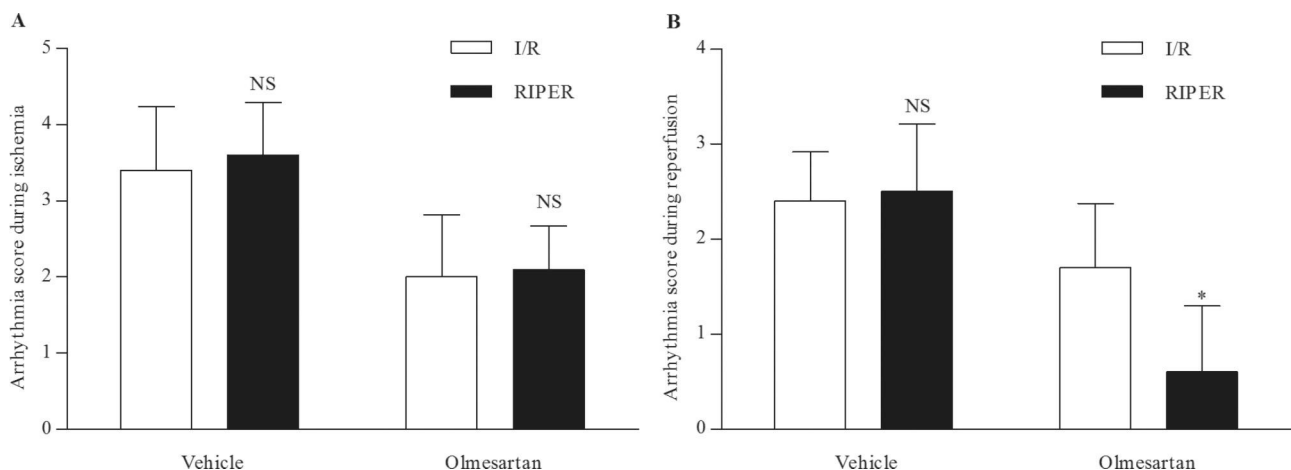 A
Arrhythmia score during ischemia
5
4
3
2
1
0
I/R
RIPER
NS
NS
Vehicle
Olmesartan
B
Arrhythmia score during reperfusion
4
3
2
1
0
I/R
RIPER
NS
*
Vehicle
Olmesartan